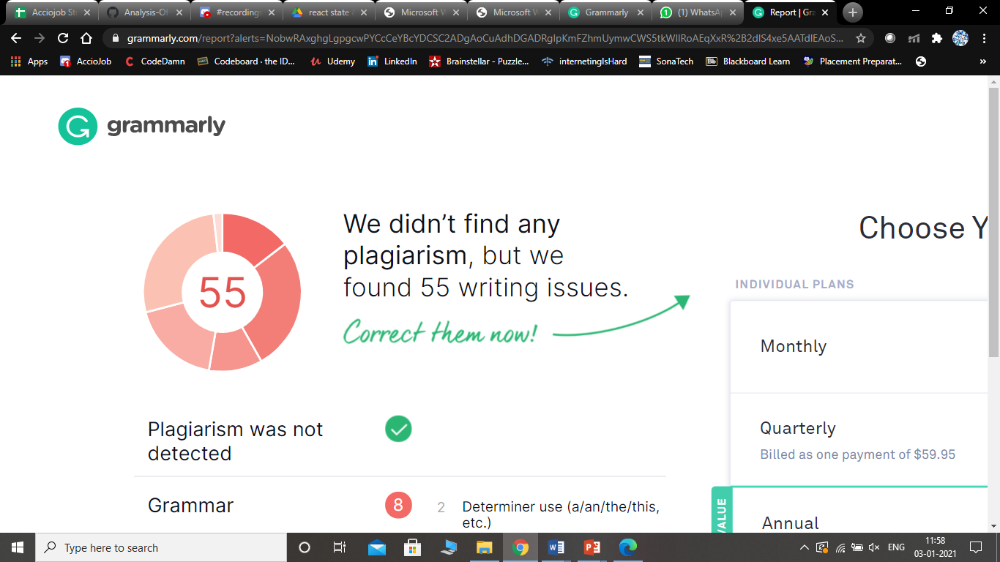 Acciojob St
Analysis-Of
#recordings
react state &
Microsoft W
Microsoft W
Grammarly
(1) WhatsAp
Report | Gra
grammarly.com/report?alerts=
Apps
AccioJob
CodeDamn
Codeboard - the ID...
Udemy
LinkedIn
Brainstellar - Puzzle...
internetingIsHard
SonaTech
Bb Blackboard Learn
Placement Preparat...
»
grammarly
55
We didn’t find any
plagiarism, but we
found 55 writing issues.
Correct them now!
Plagiarism was not
detected
Grammar
8
2
Determiner use (a/an/the/this,
etc.)
Choose Y
INDIVIDUAL PLANS
Monthly
Quarterly
Billed as one payment of $59.95
VALUE
Annual
Type here to search
ENG
11:58
03-01-2021